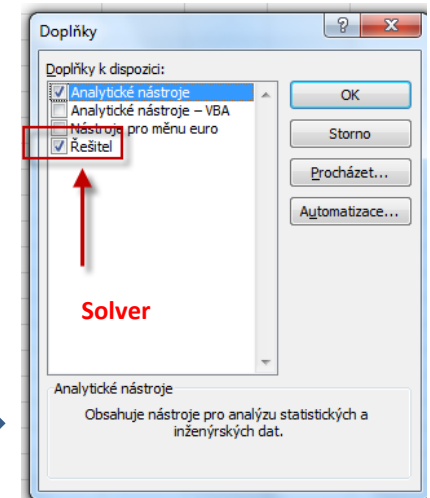 Doplňky
Doplňky k dispozici:
Analytické nástroje
Analytické nástroje – VBA
Nástroje pro měnu euro
Řešitel
OK
Storno
Procházet...
Automatizace...
Solver
Analytické nástroje
Obsahuje nástroje pro analýzu statistických a
inženýrských dat.